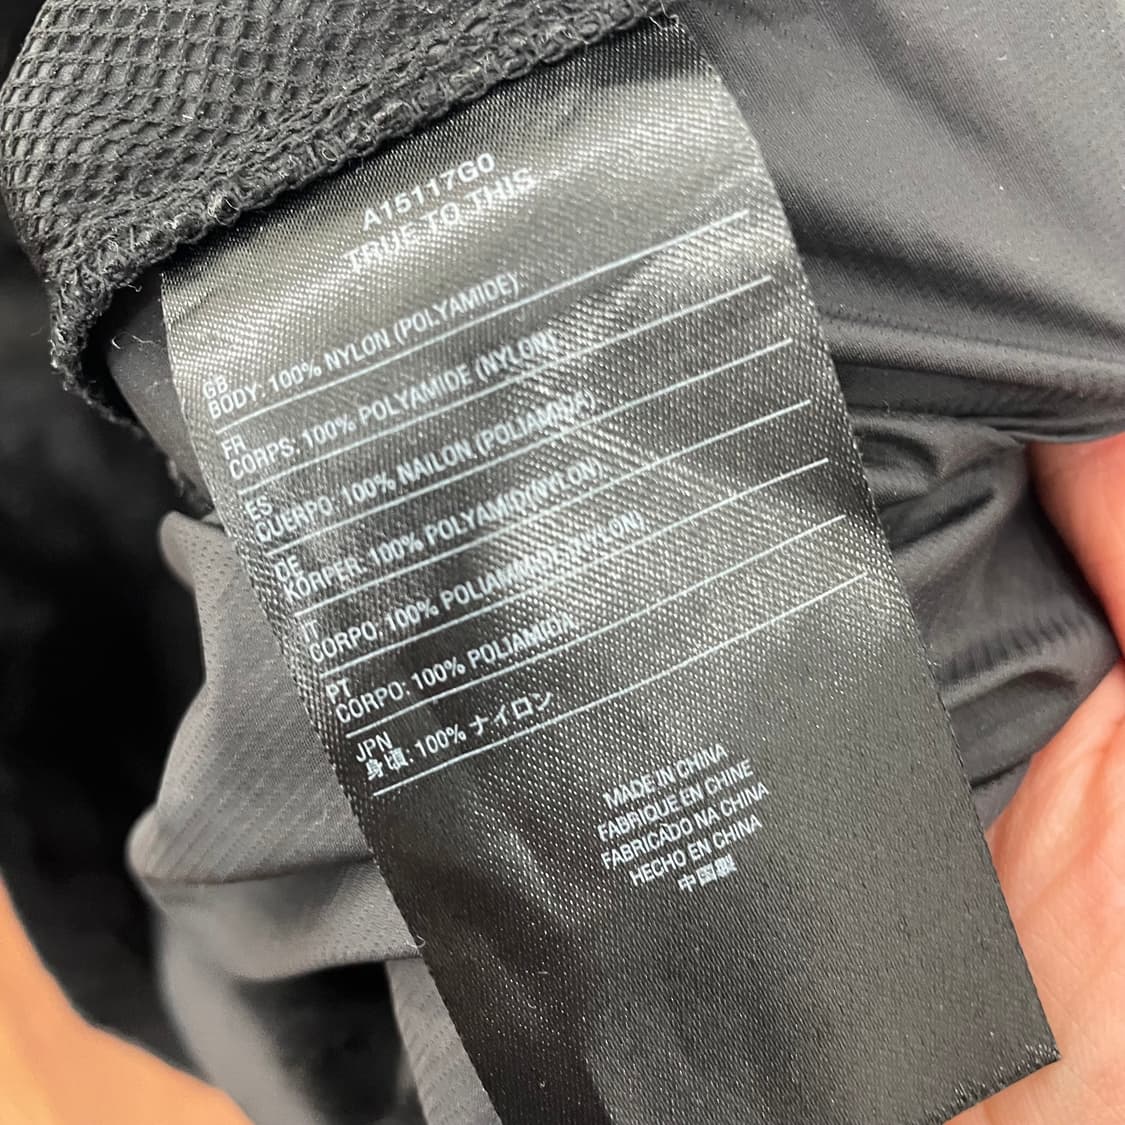 A15117G0
TRUE TO THIS
GB
BODY: 100% NYLON (POLYAMIDE)
FR
CORPS: 100% POLYAMIDE (NYLON)
ES
CUERPO: 100% NAILON (POLIAMIDA)
DE
KÖRPER: 100% POLYAMID(NYLON)
IT
CORPO: 100% POLIAMMIDE (NYLON)
PT
CORPO: 100% POLIAMIDA
JPN
身頃: 100% ナイロン
MADE IN CHINA
FABRIQUE EN CHINE
FABRICADO NA CHINA
HECHO EN CHINA
中国製